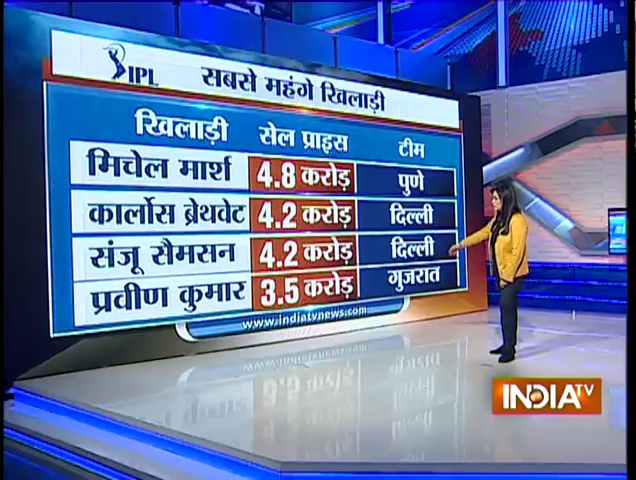 IPL सबसे महंगे खिलाड़ी
खिलाड़ी सेल प्राइस टीम
मिचेल मार्श 4.8 करोड़ पुणे
कार्लोस ब्रेथवेट 4.2 करोड़ दिल्ली
संजू सैमसन 4.2 करोड़ दिल्ली
प्रवीण कुमार 3.5 करोड़ गुजरात
www.indiatvnews.com
INDIA TV